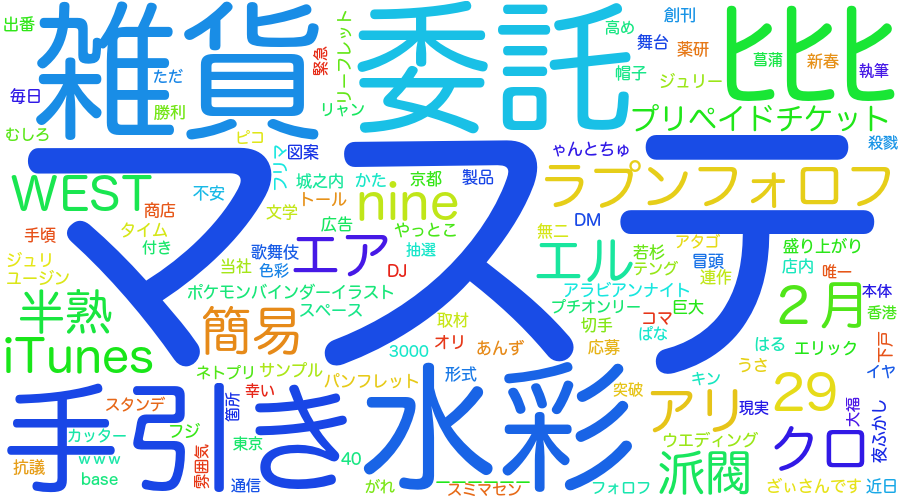 出番
雑貨
委託
ヒヒヒ
毎日
ただ
勝利
むしろ
緊急
リーフレット
リャン
ピコ
高め
創刊
舞台
薬研
帽子
ジュリー
菖蒲
新春
執筆
プリペイドチケット
殺戮
マステ
図案
フリマ
ゃんとちゅ
WEST
不安
城之内
かた
京都
製品
トール
nine
ラプンフォロフ
商店
文学
手頃
タイム
付き
広告
やっとこ
無二
DM
歌舞伎
エア
抽選
エル
若杉
アタゴ
盛り上がり
当社
色彩
DJ
テング
冒頭
連作
店内
唯一
ジュリ
ユージン
ポケモンバインダーイラスト
アラビアンナイト
2月
本体
半熟
スペース
プチオンリー
巨大
香港
簡易
取材
切手
コマ
ぱな
iTunes
3000
オリ
あんず
応募
はる
エリック
下戸
イヤ
ネトプリ
サンプル
パンフレット
形式
うさ
手引き
水彩
幸い
突破
キン
29
スタンデ
箇所
アリ
現実
大福
カッター
フジ
東京
ウエディング
クロ
夜ふかし
抗議
www
雰囲気
40
派閥
base
通信
がれ
スミマセン
フォロフ
ざぃさんです
近日